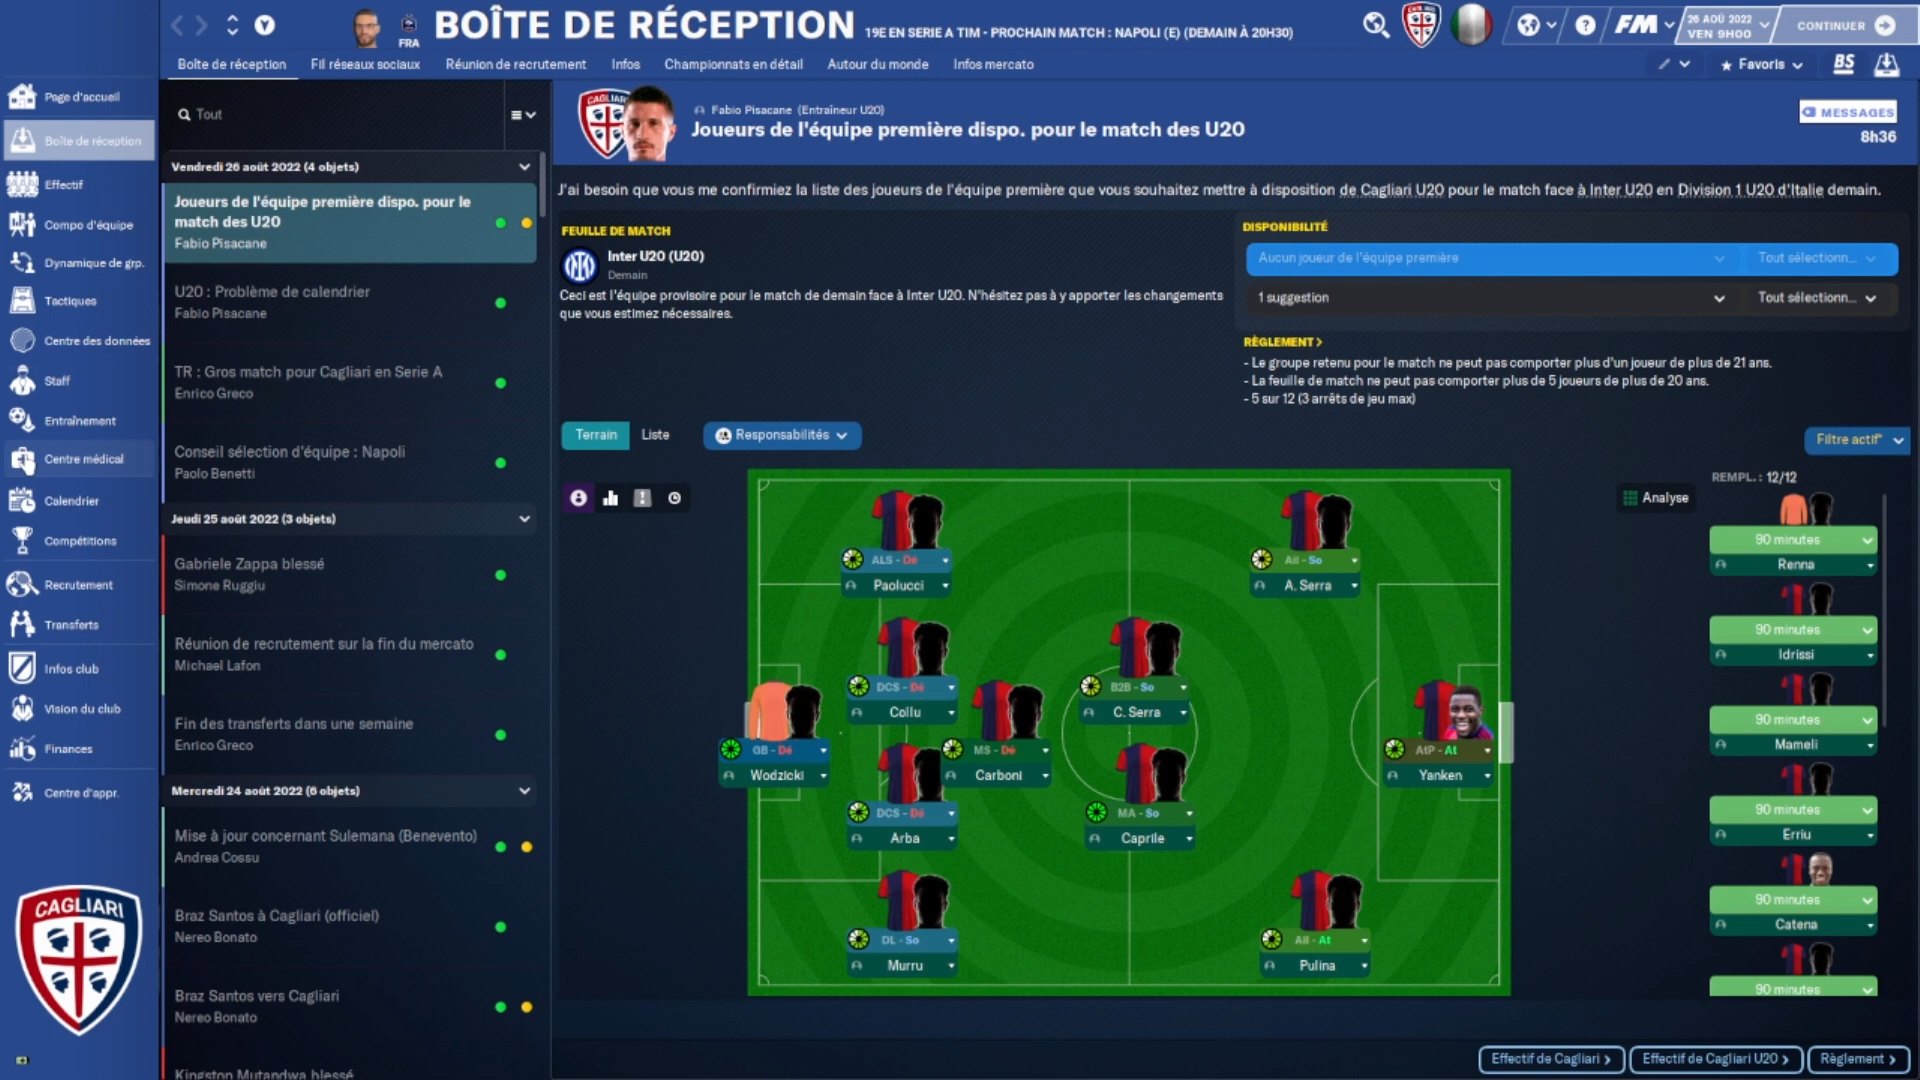 FRA
BOÎTE DE RÉCEPTION
19E EN SERIE A TIM - PROCHAIN MATCH : NAPOLI (E) (DEMAIN À 20H30)
FM
26 AOÛ 2022
VEN 9H00
CONTINUER
Boîte de réception
Fil réseaux sociaux
Réunion de recrutement
Infos
Championnats en détail
Autour du monde
Infos mercato
Favoris
BS
Page d'accueil
Boîte de réception
Effectif
Compo d'équipe
Dynamique de grp.
Tactiques
Centre des données
Staff
Entraînement
Centre médical
Calendrier
Compétitions
Recrutement
Transferts
Infos club
Vision du club
Finances
Centre d'appr.
CAGLIARI
Tout
Vendredi 26 août 2022 (4 objets)
Joueurs de l'équipe première dispo. pour le
match des U20
Fabio Pisacane
U20 : Problème de calendrier
Fabio Pisacane
TR : Gros match pour Cagliari en Serie A
Enrico Greco
Conseil sélection d'équipe : Napoli
Paolo Benetti
Jeudi 25 août 2022 (3 objets)
Gabriele Zappa blessé
Simone Ruggiu
Réunion de recrutement sur la fin du mercato
Michael Lafon
Fin des transferts dans une semaine
Enrico Greco
Mercredi 24 août 2022 (6 objets)
Mise à jour concernant Sulemana (Benevento)
Andrea Cossu
Braz Santos à Cagliari (officiel)
Nereo Bonato
Braz Santos vers Cagliari
Nereo Bonato
Kingston Mutandwa blessé
CAGLIARI
Fabio Pisacane (Entraîneur U20)
Joueurs de l'équipe première dispo. pour le match des U20
MESSAGES
8h36
J'ai besoin que vous me confirmiez la liste des joueurs de l'équipe première que vous souhaitez mettre à disposition de Cagliari U20 pour le match face à Inter U20 en Division 1 U20 d'Italie demain.
FEUILLE DE MATCH
Inter U20 (U20)
Demain
Ceci est l'équipe provisoire pour le match de demain face à Inter U20. N'hésitez pas à y apporter les changements
que vous estimez nécessaires.
DISPONIBILITÉ
Aucun joueur de l'équipe première
Tout sélectionn...
1 suggestion
Tout sélectionn...
RÈGLEMENT >
- Le groupe retenu pour le match ne peut pas comporter plus d'un joueur de plus de 21 ans.
- La feuille de match ne peut pas comporter plus de 5 joueurs de plus de 20 ans.
- 5 sur 12 (3 arrêts de jeu max)
Terrain
Liste
Responsabilités
Filtre actif*
Analyse
REMPL. : 12/12
ALS - Dé
Paolucci
Ail - So
A. Serra
DCS - Dé
Collu
B2B - So
C. Serra
GB - Dé
Wodzicki
MS - Dé
Carboni
AtP - At
Yanken
DCS - Dé
Arba
MA - So
Caprile
DL - So
Murru
AII - At
Pulina
90 minutes
Renna
90 minutes
Idrissi
90 minutes
Mameli
90 minutes
Erriu
90 minutes
Catena
90 minutes
Effectif de Cagliari >
Effectif de Cagliari U20 >
Règlement >